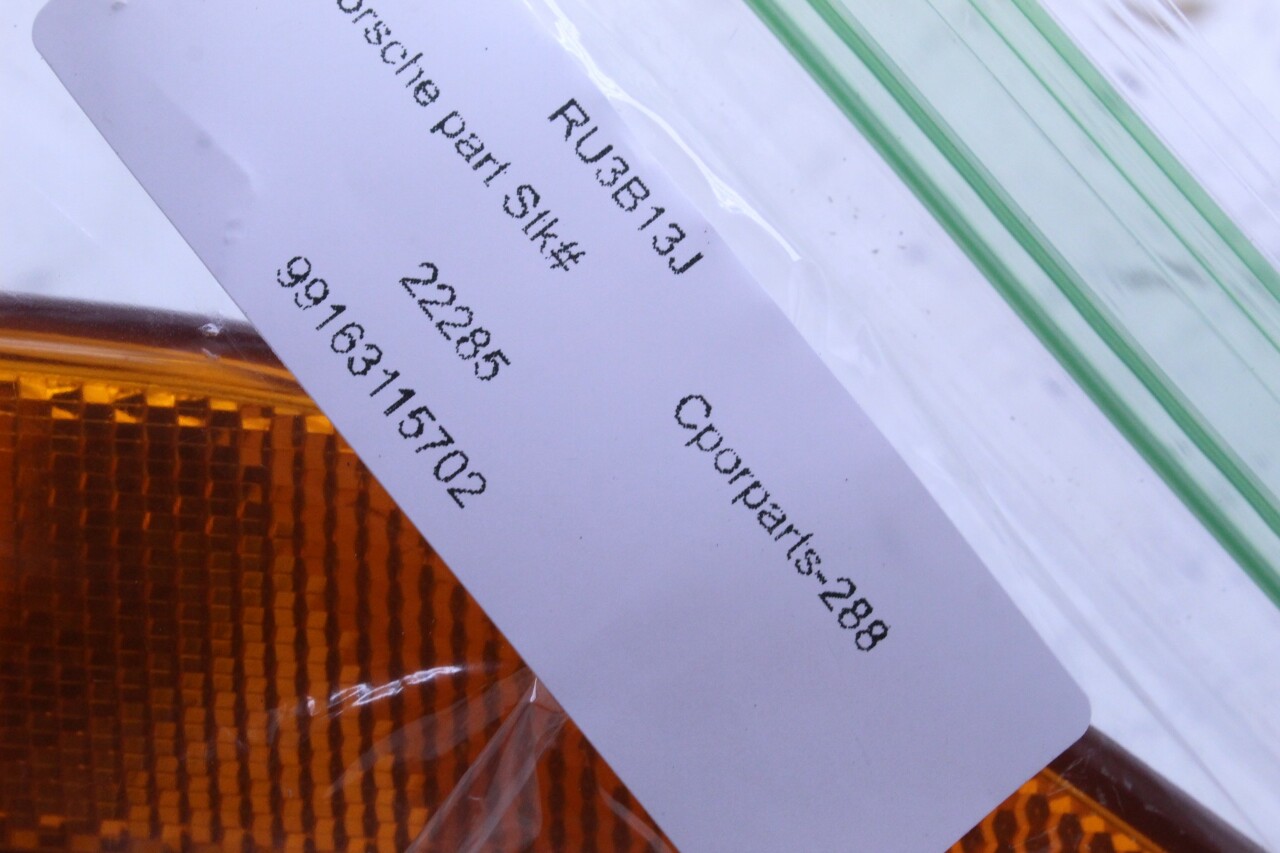 RU3B13J
orsche part Stk#
22285
99163115702
Cporparts-288